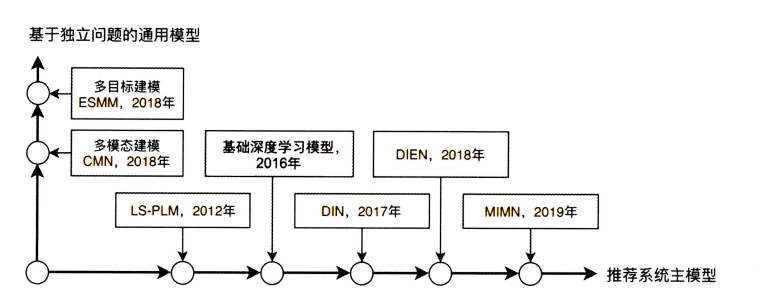 基于独立问题的通用模型
多目标建模
ESMM，2018年
多模态建模
CMN，2018年
基础深度学习模型，
2016年
DIEN，2018年
LS-PLM，2012年
DIN，2017年
MIMN，2019年
推荐系统主模型